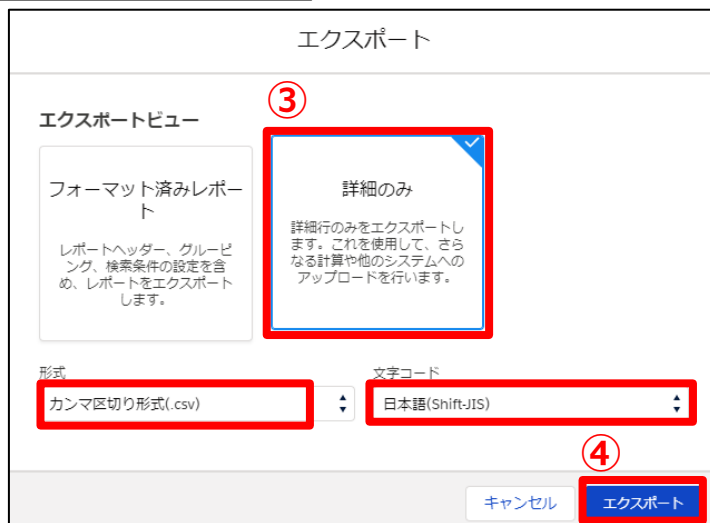 エクスポート
③
エクスポートビュー
フォーマット済みレポー
ト
レポートヘッダー、グルーピ
ング、検索条件の設定を含
め、レポートをエクスポート
します。
詳細のみ
詳細行のみをエクスポートし
ます。これを使用して、さら
なる計算や他のシステムへの
アップロードを行います。
形式
カンマ区切り形式(.csv)
文字コード
日本語(Shift-JIS)
④
キャンセル
エクスポート